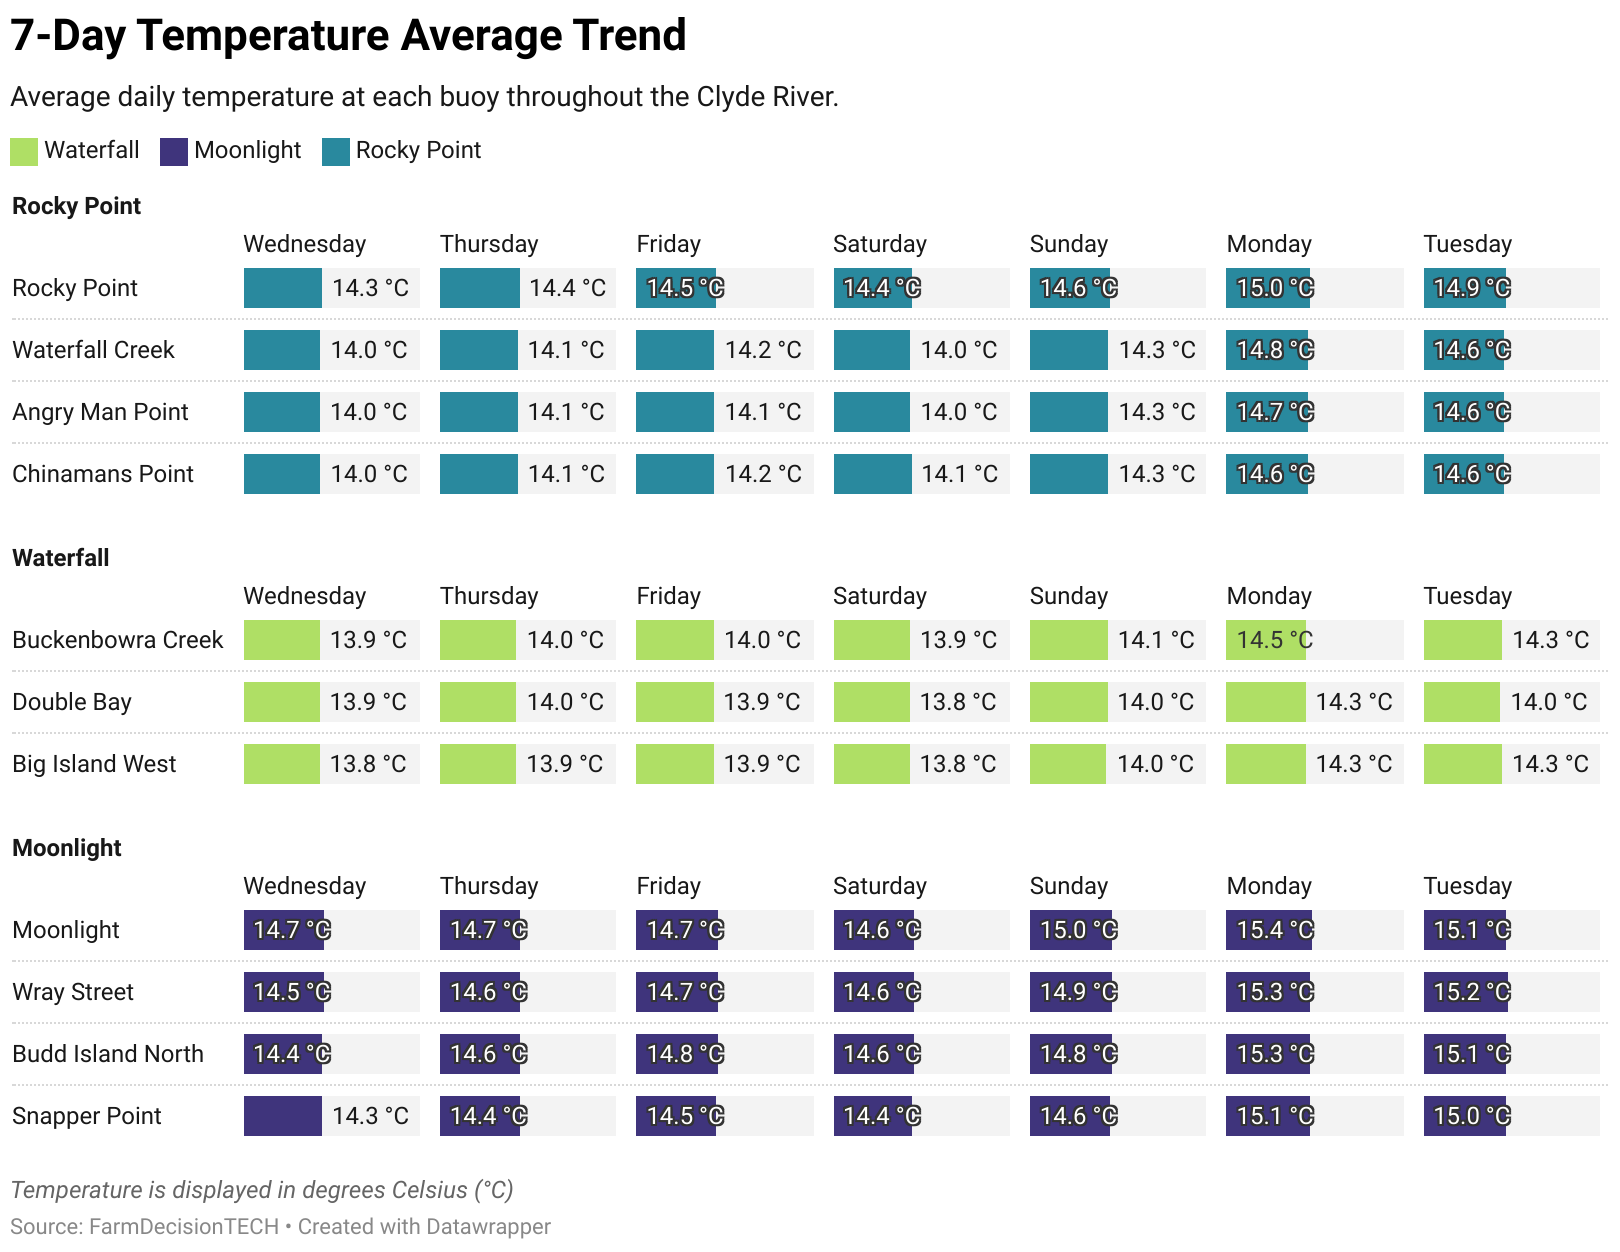 7-Day Temperature Average Trend
Average daily temperature at each buoy throughout the Clyde River.
Waterfall Moonlight Rocky Point
Rocky Point
Wednesday Thursday Friday Saturday Sunday Monday Tuesday
Rocky Point 14.3 °C 14.4 °C 14.5 °C 14.4 °C 14.6 °C 15.0 °C 14.9 °C
Waterfall Creek 14.0 °C 14.1 °C 14.2 °C 14.0 °C 14.3 °C 14.8 °C 14.6 °C
Angry Man Point 14.0 °C 14.1 °C 14.1 °C 14.0 °C 14.3 °C 14.7 °C 14.6 °C
Chinamans Point 14.0 °C 14.1 °C 14.2 °C 14.1 °C 14.3 °C 14.6 °C 14.6 °C
Waterfall
Wednesday Thursday Friday Saturday Sunday Monday Tuesday
Buckenbowra Creek 13.9 °C 14.0 °C 14.0 °C 13.9 °C 14.1 °C 14.5 °C 14.3 °C
Double Bay 13.9 °C 14.0 °C 13.9 °C 13.8 °C 14.0 °C 14.3 °C 14.0 °C
Big Island West 13.8 °C 13.9 °C 13.9 °C 13.8 °C 14.0 °C 14.3 °C 14.3 °C
Moonlight
Wednesday Thursday Friday Saturday Sunday Monday Tuesday
Moonlight 14.7 °C 14.7 °C 14.7 °C 14.6 °C 15.0 °C 15.4 °C 15.1 °C
Wray Street 14.5 °C 14.6 °C 14.7 °C 14.6 °C 14.9 °C 15.3 °C 15.2 °C
Budd Island North 14.4 °C 14.6 °C 14.8 °C 14.6 °C 14.8 °C 15.3 °C 15.1 °C
Snapper Point 14.3 °C 14.4 °C 14.5 °C 14.4 °C 14.6 °C 15.1 °C 15.0 °C
Temperature is displayed in degrees Celsius (°C)
Source: FarmDecisionTECH • Created with Datawrapper